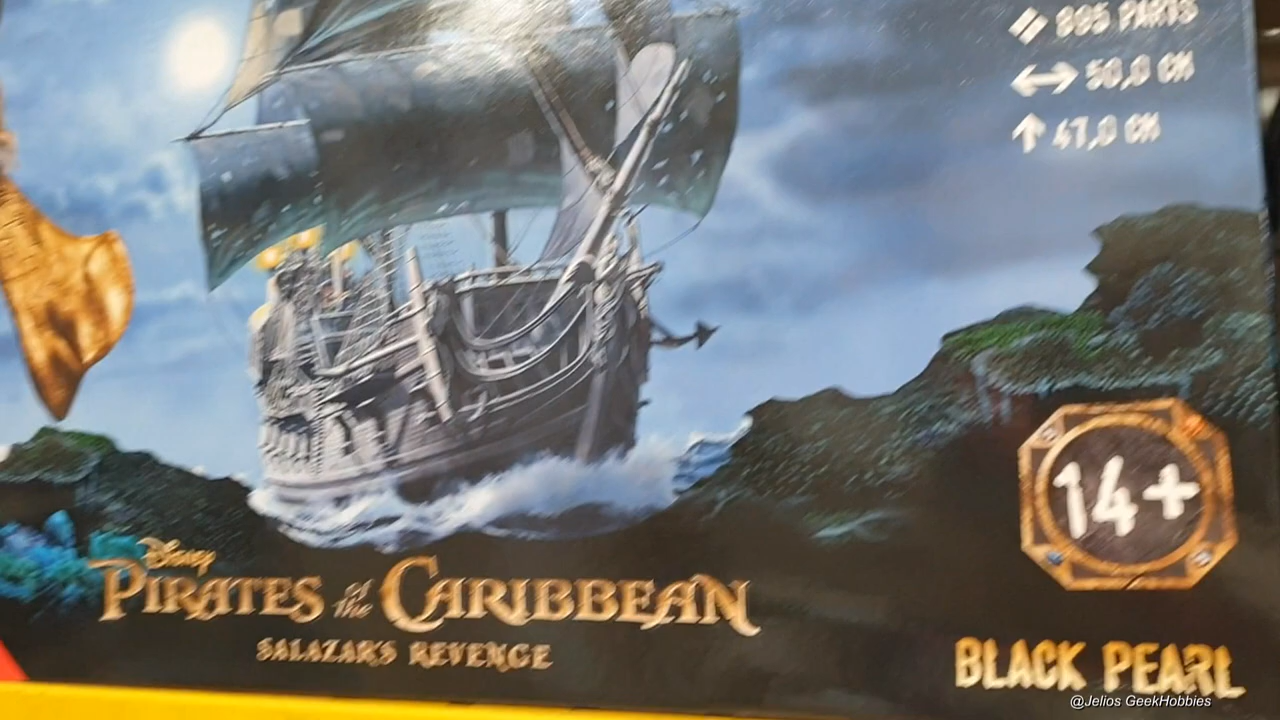 895 PARTS
50,0 CM
47,0 CM
14+
Disney
PIRATES of the CARIBBEAN
SALAZAR'S REVENGE
BLACK PEARL
@Jelios GeekHobbies